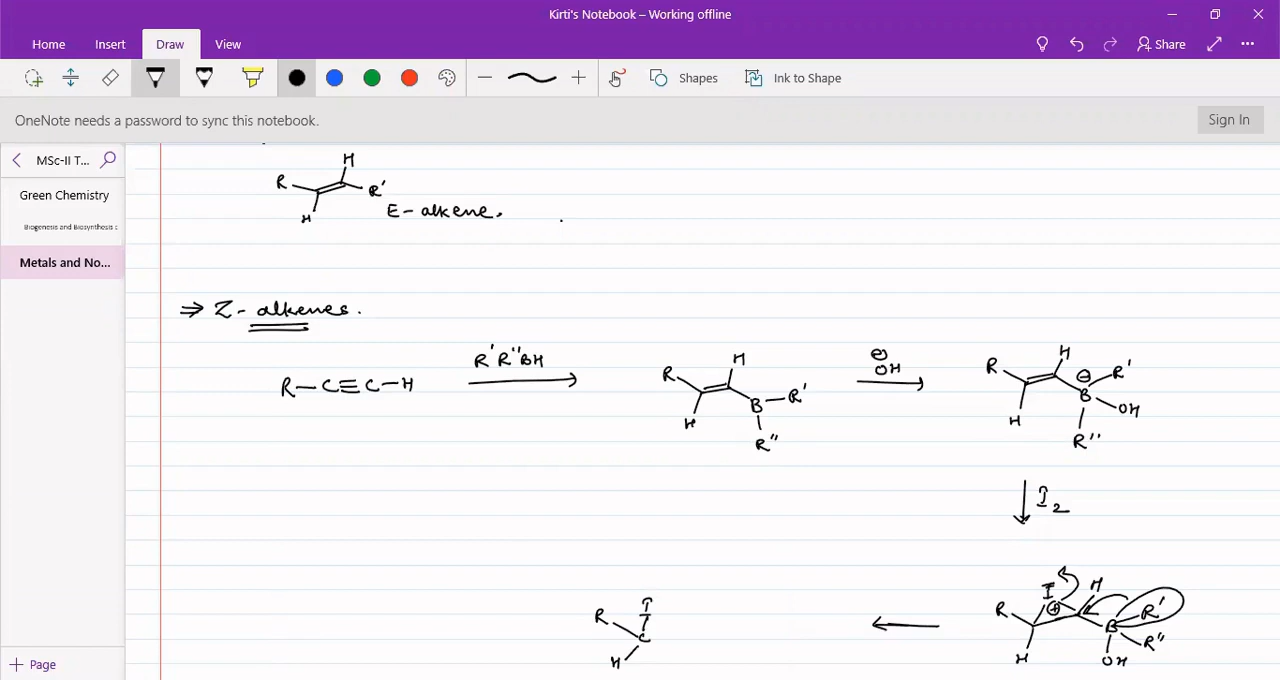 Kirti's Notebook – Working offline
Home Insert Draw View Share
Shapes Ink to Shape
OneNote needs a password to sync this notebook. Sign In
MSc-II T...
Green Chemistry
Biogenesis and Biosynthesis
Metals and No...
Page
H
R R'
H E-alkene.
⇒ Z-alkenes.
R-C≡C-H R'R"BH → R H H B R' R" ⊖OH → R H H ⊖ B R' OH R"
↓ I2
R I C H ← R I ⊕ H H B R' R" OH